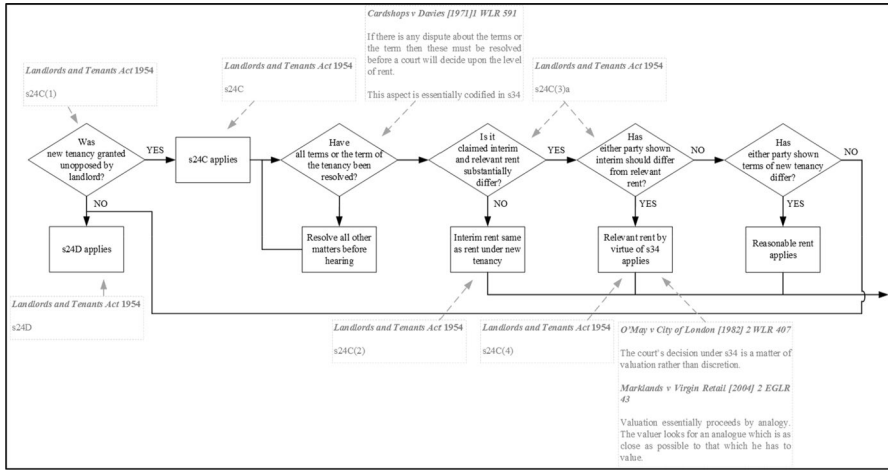 Cardshops v Davies [1971]1 WLR 591
If there is any dispute about the terms or
the term then these must be resolved
before a court will decide upon the level
of rent.
This aspect is essentially codified in s34
Landlords and Tenants Act 1954
s24C(1)
Landlords and Tenants Act 1954
s24C
Landlords and Tenants Act 1954
s24C(3)a
Was
new tenancy granted
unopposed by
landlord?
YES
NO
s24C applies
Have
all terms or the term of
the tenancy been
resolved?
Is it
claimed interim
and relevant rent
substantially
differ?
YES
NO
Has
either party shown
interim should differ
from relevant
rent?
NO
YES
Has
either party shown
terms of new tenancy
differ?
NO
YES
s24D applies
Resolve all other
matters before
hearing
Interim rent same
as rent under new
tenancy
Relevant rent by
virtue of s34
applies
Reasonable rent
applies
Landlords and Tenants Act 1954
s24D
Landlords and Tenants Act 1954
s24C(2)
Landlords and Tenants Act 1954
s24C(4)
O'May v City of London [1982] 2 WLR 407
The court's decision under s34 is a matter of
valuation rather than discretion.
Marklands v Virgin Retail [2004] 2 EGLR
43
Valuation essentially proceeds by analogy.
The valuer looks for an analogue which is as
close as possible to that which he has to
value.